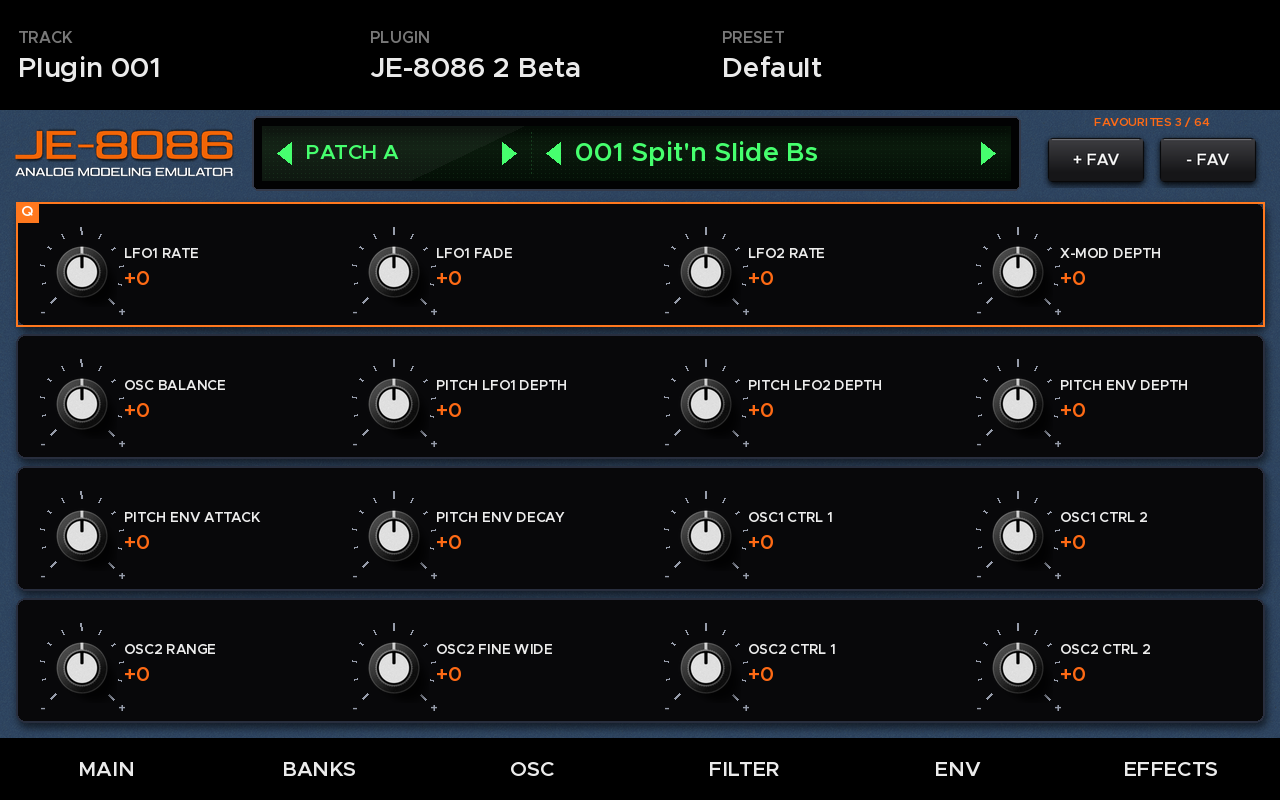 TRACK
Plugin 001
PLUGIN
JE-8086 2 Beta
PRESET
Default
JE-8086
ANALOG MODELING EMULATOR
PATCH A
001 Spit'n Slide Bs
FAVOURITES 3 / 64
+ FAV
- FAV
Q
LFO1 RATE
+0
LFO1 FADE
+0
LFO2 RATE
+0
X-MOD DEPTH
+0
- +
- +
- +
- +
OSC BALANCE
+0
PITCH LFO1 DEPTH
+0
PITCH LFO2 DEPTH
+0
PITCH ENV DEPTH
+0
- +
- +
- +
- +
PITCH ENV ATTACK
+0
PITCH ENV DECAY
+0
OSC1 CTRL 1
+0
OSC1 CTRL 2
+0
- +
- +
- +
- +
OSC2 RANGE
+0
OSC2 FINE WIDE
+0
OSC2 CTRL 1
+0
OSC2 CTRL 2
+0
- +
- +
- +
- +
MAIN
BANKS
OSC
FILTER
ENV
EFFECTS